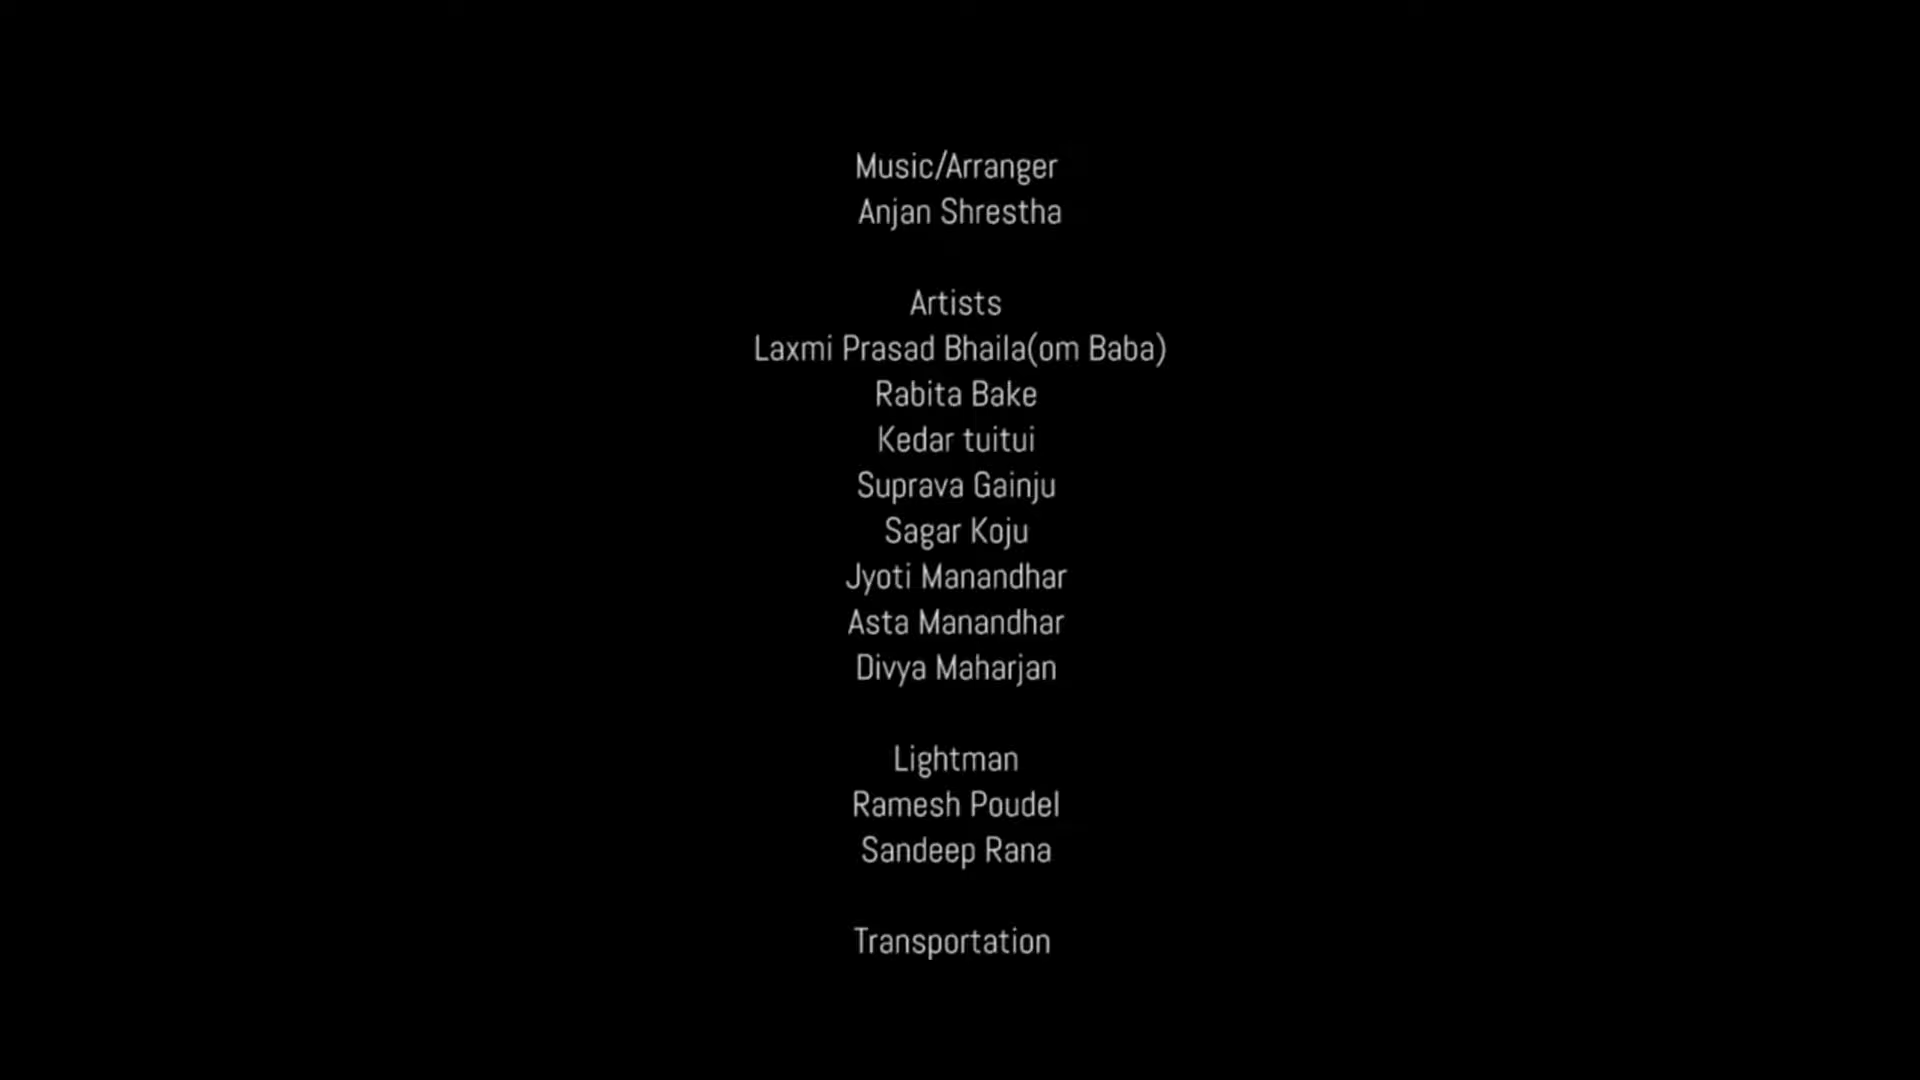 Music/Arranger
Anjan Shrestha
Artists
Laxmi Prasad Bhaila(om Baba)
Rabita Bake
Kedar tuitui
Suprava Gainju
Sagar Koju
Jyoti Manandhar
Asta Manandhar
Divya Maharjan
Lightman
Ramesh Poudel
Sandeep Rana
Transportation